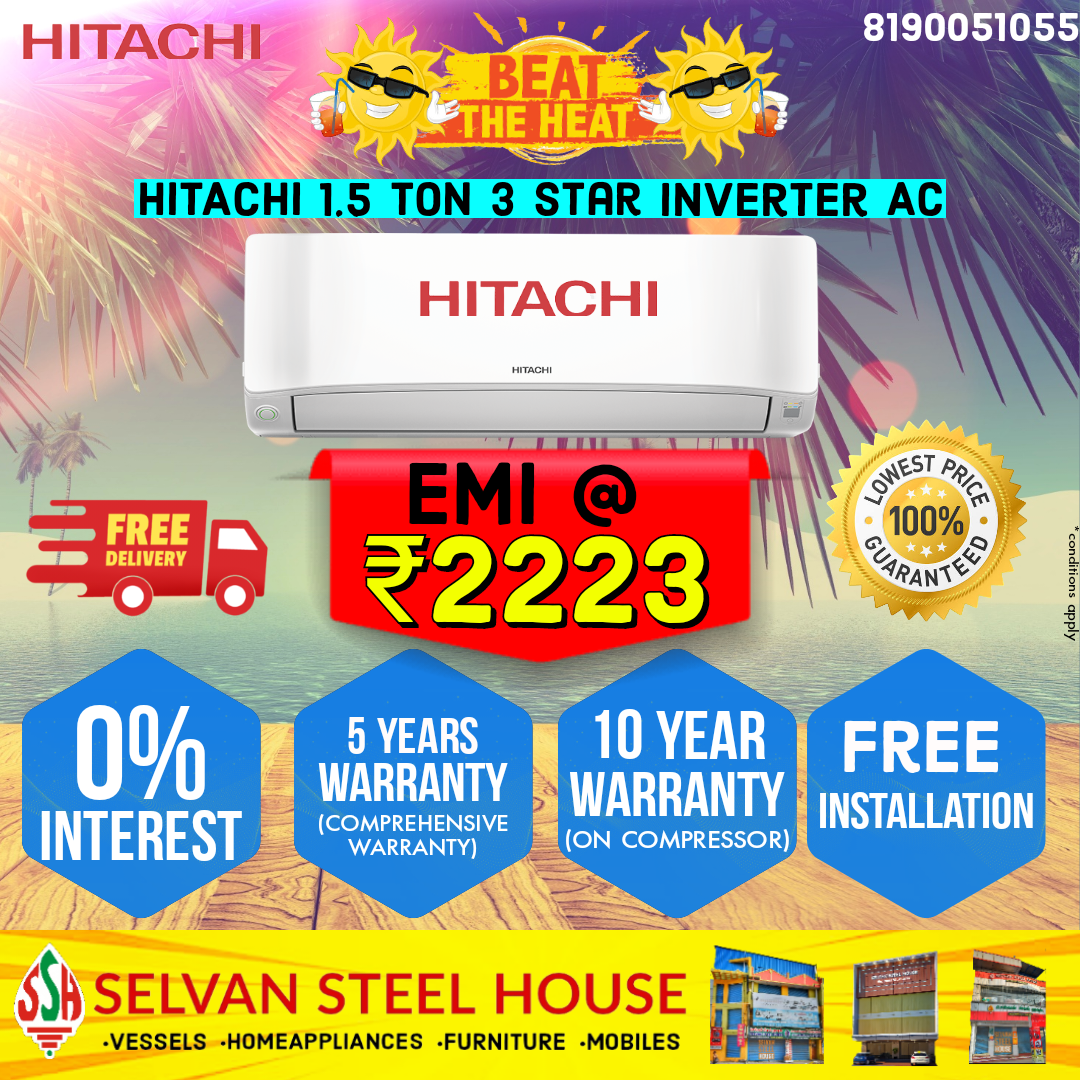 HITACHI
8190051055
BEAT
THE HEAT
HITACHI 1.5 TON 3 STAR INVERTER AC
HITACHI
HITACHI
EMI @
₹2223
FREE
DELIVERY
LOWEST PRICE
100%
GUARANTEED
*conditions apply
0%
INTEREST
5 YEARS
WARRANTY
(COMPREHENSIVE
WARRANTY)
10 YEAR
WARRANTY
(ON COMPRESSOR)
FREE
INSTALLATION
SSH
SELVAN STEEL HOUSE
•VESSELS •HOMEAPPLIANCES •FURNITURE •MOBILES